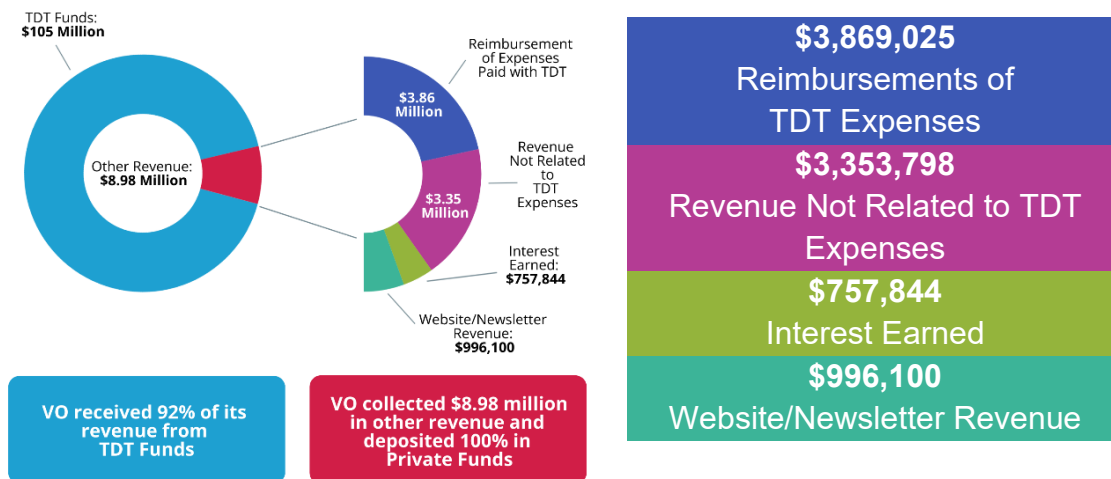 TDT Funds:
$105 Million
Other Revenue:
$8.98 Million
Reimbursement
of Expenses
Paid with TDT
$3.86
Million
Revenue
Not Related
to
TDT
Expenses
$3.35
Million
Interest
Earned:
$757,844
Website/Newsletter
Revenue:
$996,100
VO received 92% of its
revenue from
TDT Funds
VO collected $8.98 million
in other revenue and
deposited 100% in
Private Funds
$3,869,025
Reimbursements of
TDT Expenses
$3,353,798
Revenue Not Related to TDT
Expenses
$757,844
Interest Earned
$996,100
Website/Newsletter Revenue